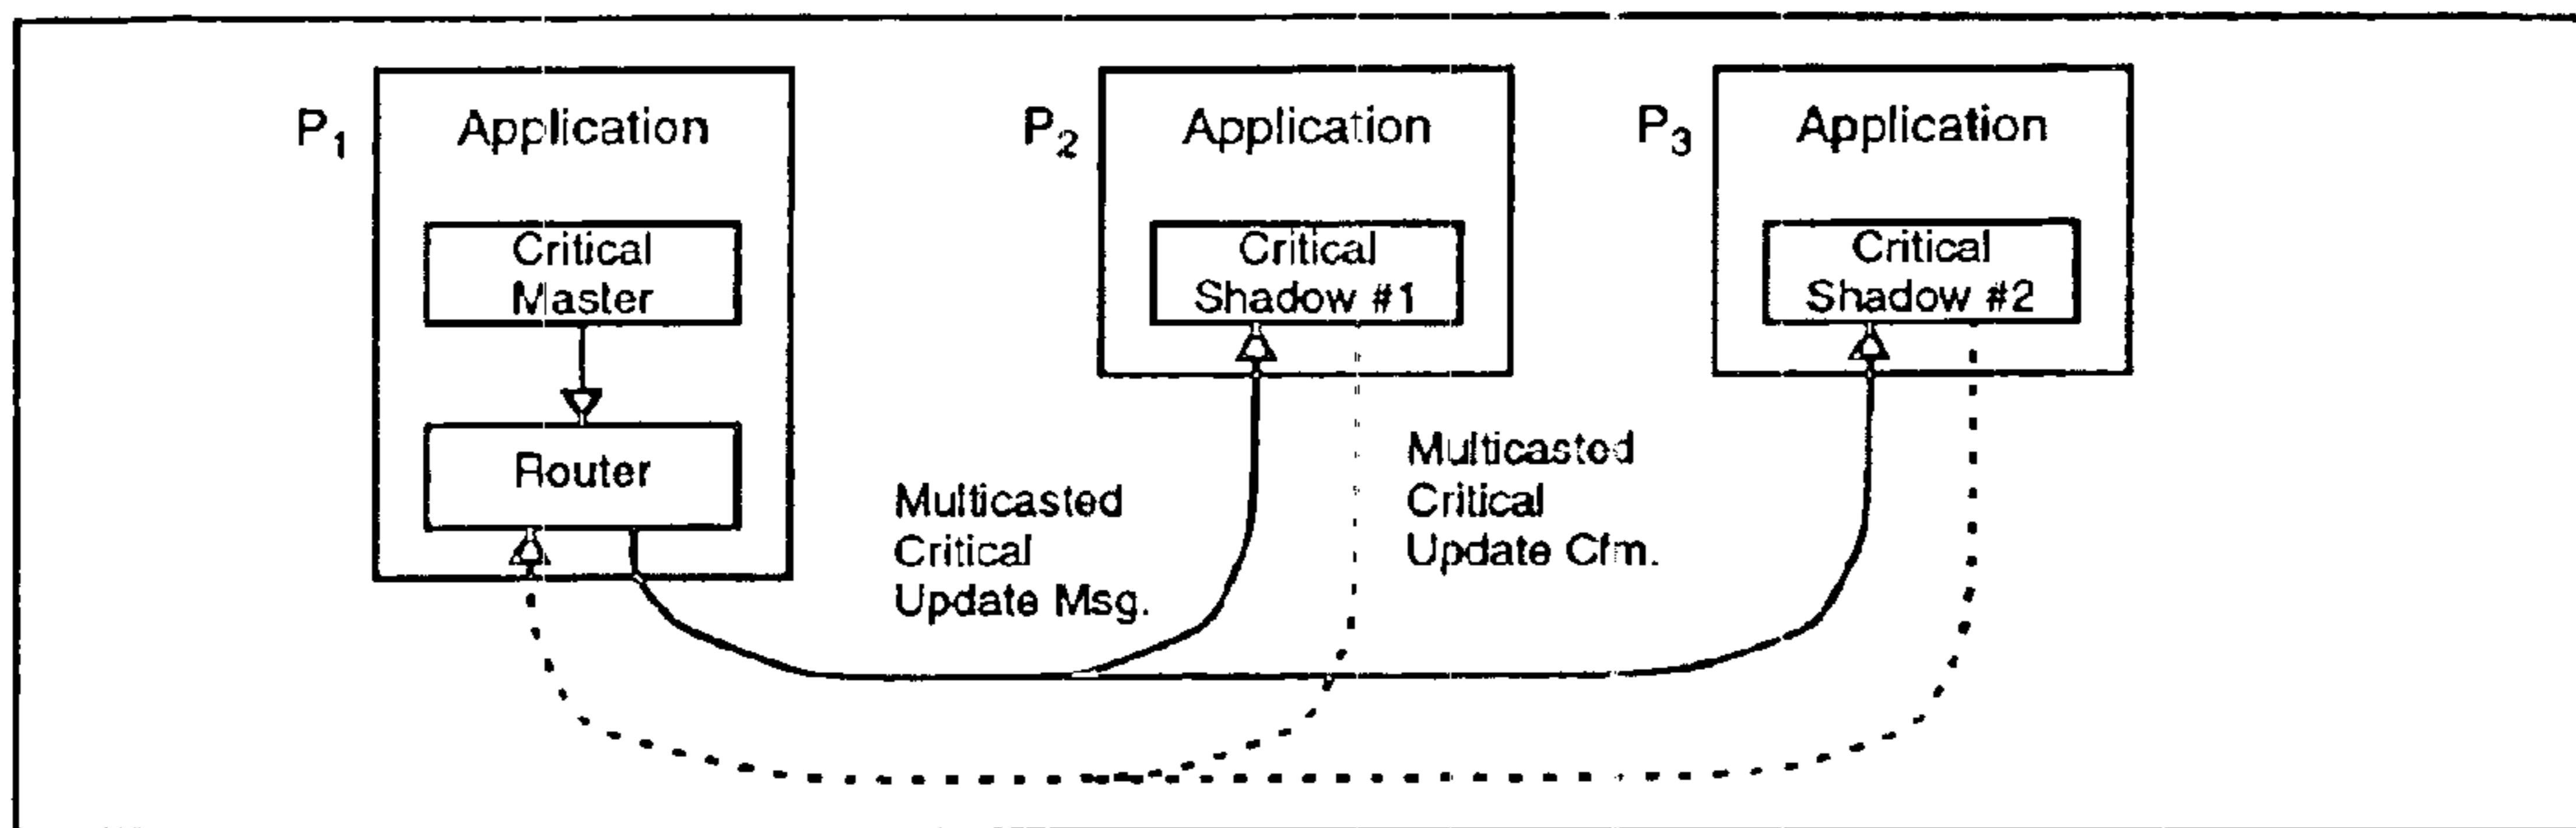 P1
Application
Critical
Master
Router
P2
Application
Critical
Shadow #1
P3
Application
Critical
Shadow #2
Multicasted
Critical
Update Msg.
Multicasted
Critical
Update Cfm.